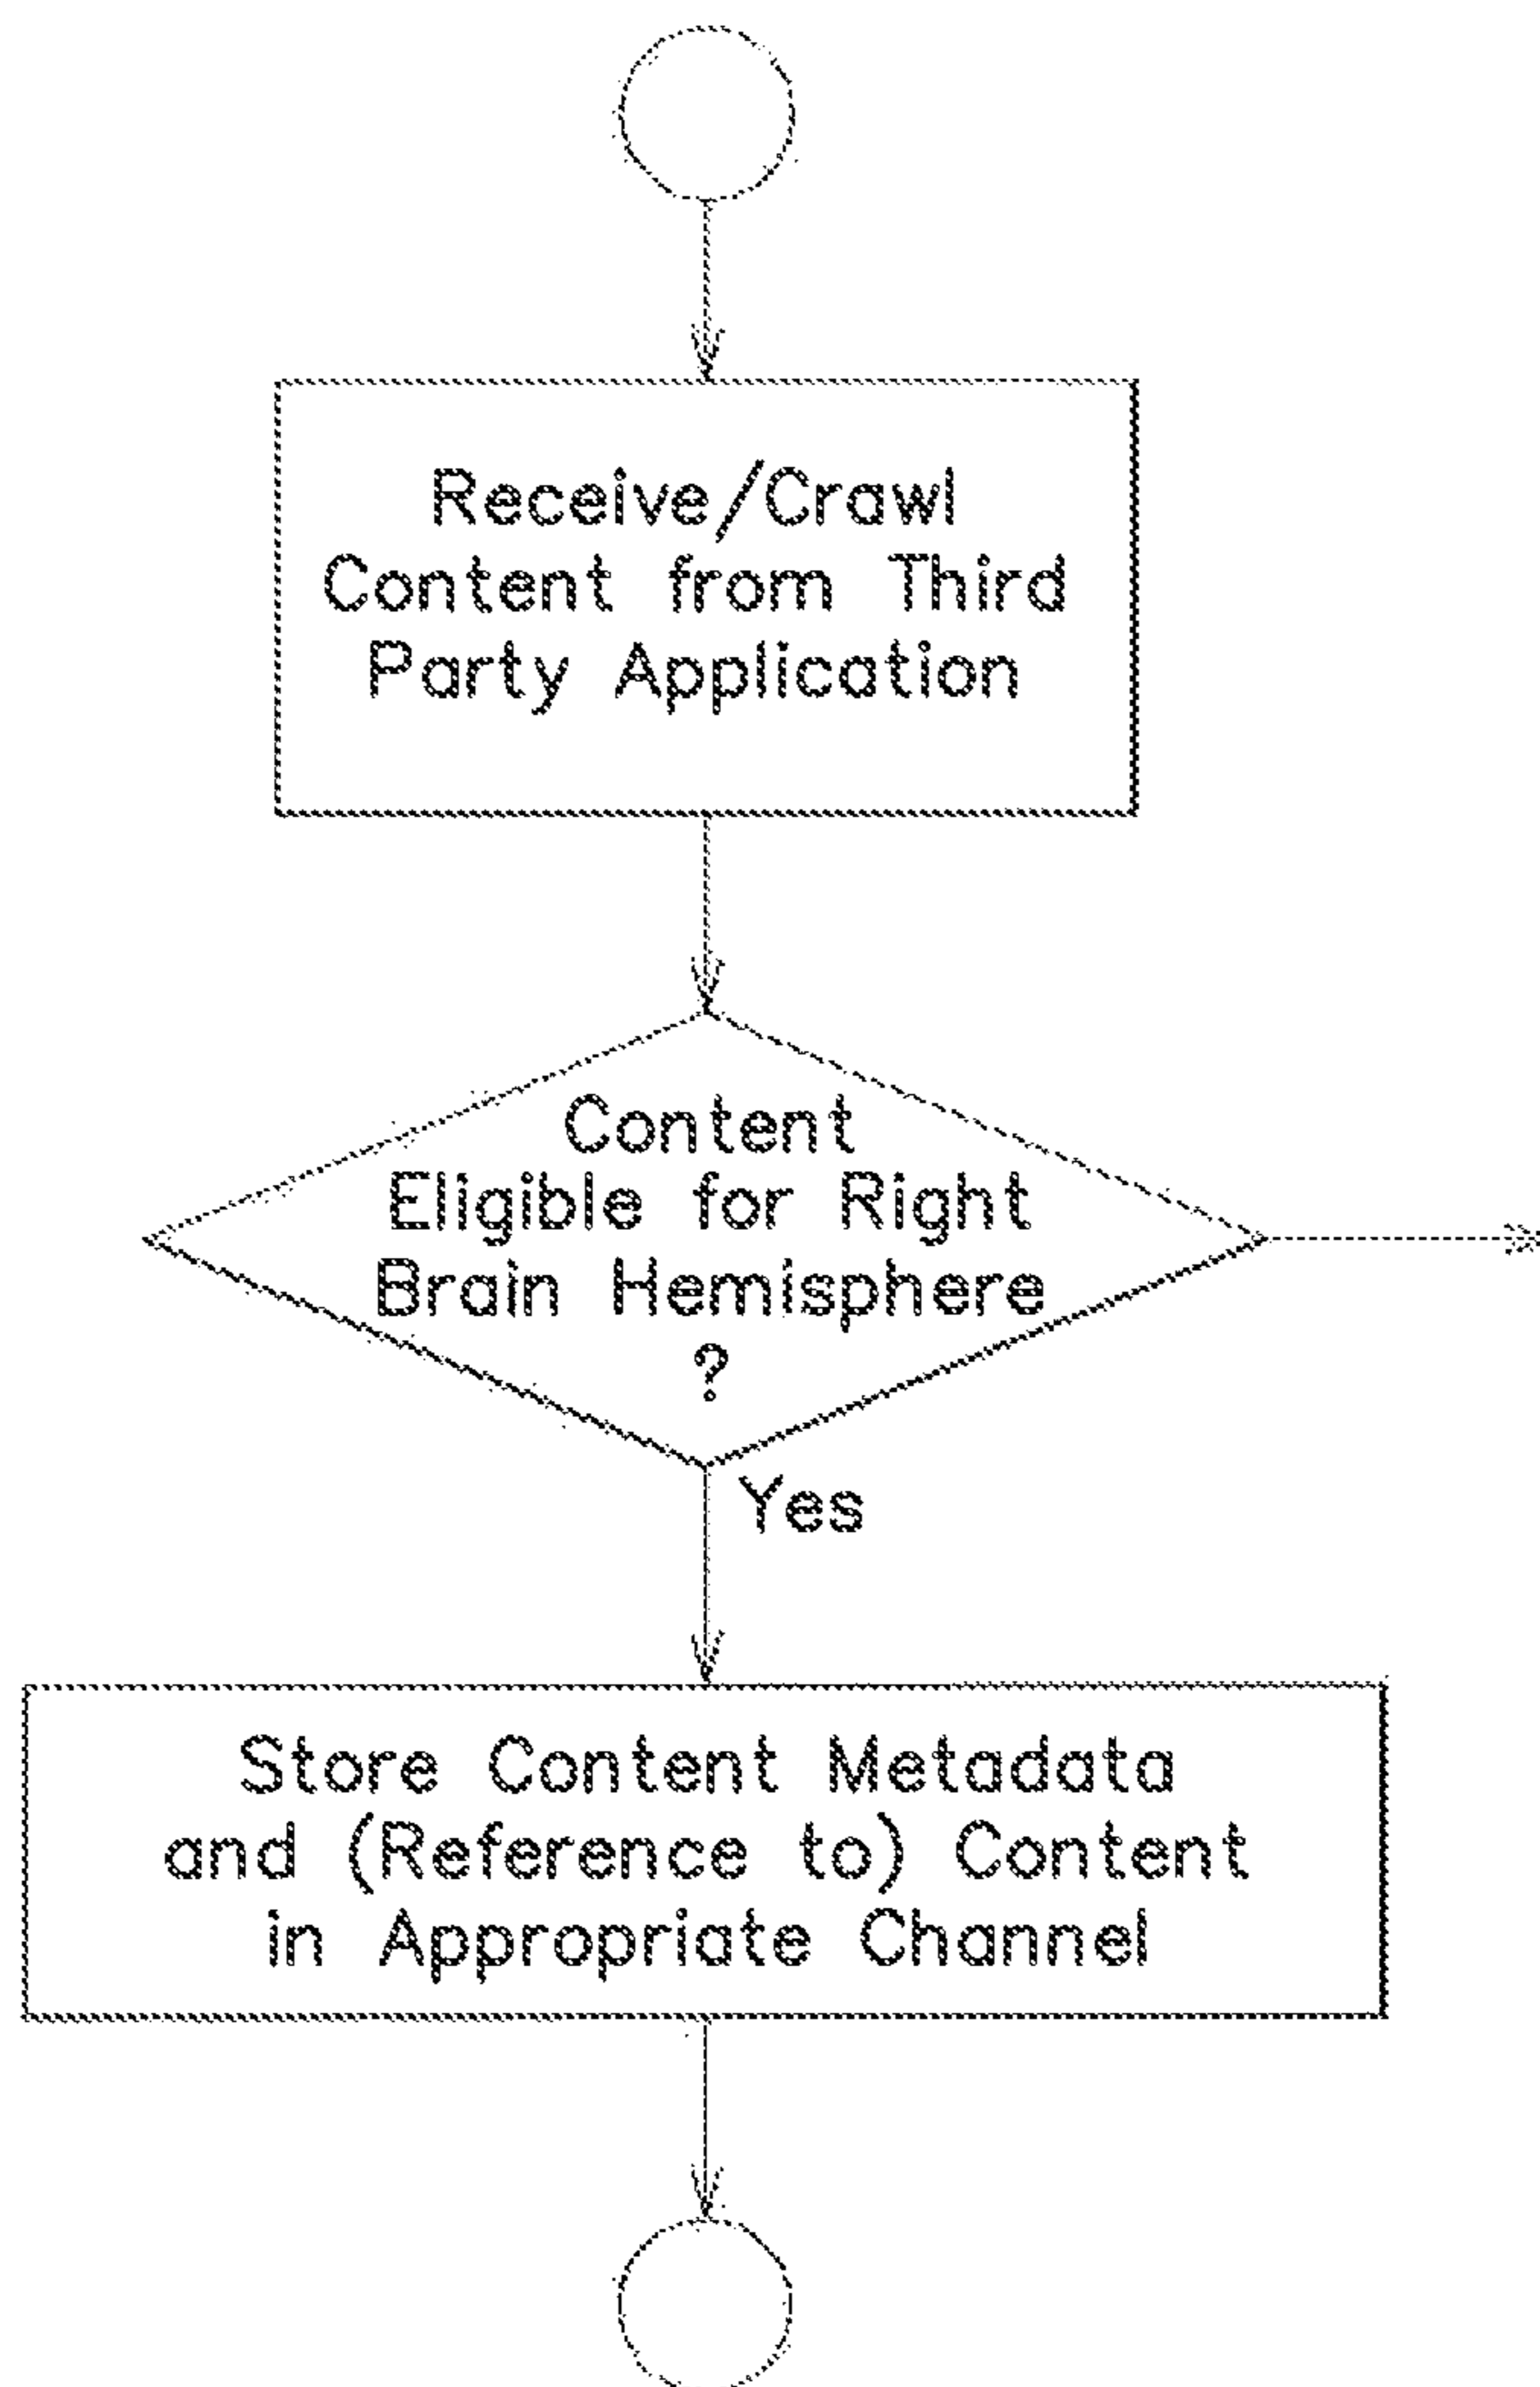 Receive/Crawl
Content from Third
Party Application
Content
Eligible for Right
Brain Hemisphere
?
Yes
Store Content Metadata
and (Reference to) Content
in Appropriate Channel